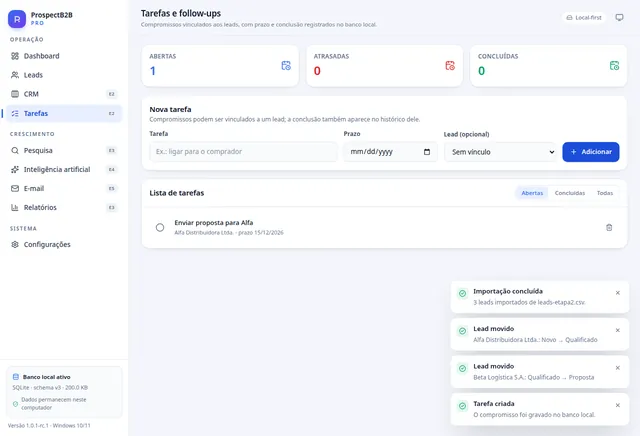 R
ProspectB2B
PRO
OPERAÇÃO
Dashboard
Leads
CRM E2
Tarefas E2
CRESCIMENTO
Pesquisa E3
Inteligência artificial E4
E-mail E5
Relatórios E3
SISTEMA
Configurações
Banco local ativo
SQLite · schema v3 · 200.0 KB
Dados permanecem neste
computador
Versão 1.0.1-rc.1 · Windows 10/11
Tarefas e follow-ups
Compromissos vinculados aos leads, com prazo e conclusão registrados no banco local.
Local-first
ABERTAS
1
ATRASADAS
0
CONCLUÍDAS
0
Nova tarefa
Compromissos podem ser vinculados a um lead; a conclusão também aparece no histórico dele.
Tarefa
Ex.: ligar para o comprador
Prazo
mm/dd/yyyy
Lead (opcional)
Sem vínculo
+ Adicionar
Lista de tarefas
Abertas Concluídas Todas
Enviar proposta para Alfa
Alfa Distribuidora Ltda. · prazo 15/12/2026
Importação concluída
3 leads importados de leads-etapa2.csv.
Lead movido
Alfa Distribuidora Ltda.: Novo → Qualificado
Lead movido
Beta Logística S.A.: Qualificado → Proposta
Tarefa criada
O compromisso foi gravado no banco local.